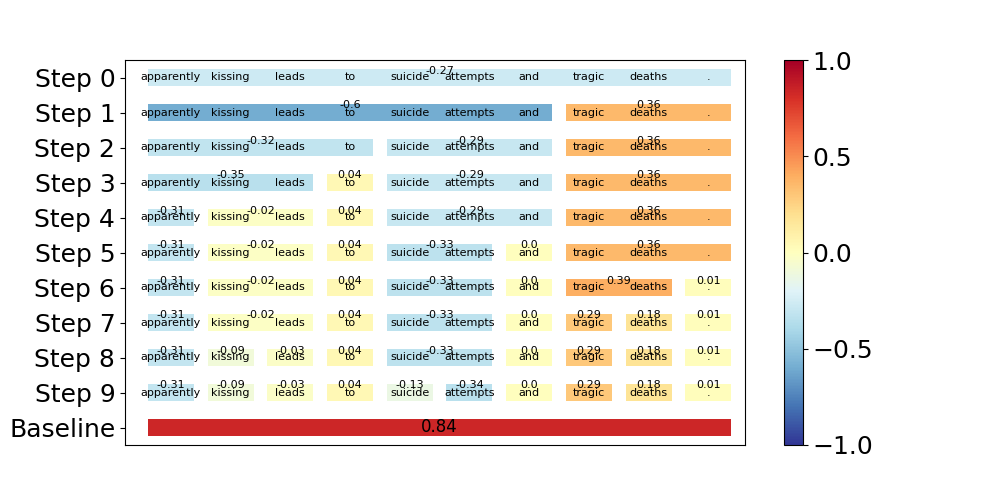 1.0
-0.27
Step 0 apparently kissing leads to suicide attempts and tragic deaths .
-0.6 0.36
Step 1 apparently kissing leads to suicide attempts and tragic deaths .
-0.32 -0.29 0.36
Step 2 apparently kissing leads to suicide attempts and tragic deaths .
0.5
-0.35 0.04 -0.29 0.36
Step 3 apparently kissing leads to suicide attempts and tragic deaths .
-0.31 -0.02 0.04 -0.29 0.36
Step 4 apparently kissing leads to suicide attempts and tragic deaths .
-0.31 -0.02 0.04 -0.33 0.0 0.36
Step 5 apparently kissing leads to suicide attempts and tragic deaths .
0.0
-0.31 -0.02 0.04 -0.33 0.0 0.39 0.01
Step 6 apparently kissing leads to suicide attempts and tragic deaths .
-0.31 -0.02 0.04 -0.33 0.0 0.29 0.18 0.01
Step 7 apparently kissing leads to suicide attempts and tragic deaths .
−0.5
-0.31 -0.09 -0.03 0.04 -0.33 0.0 0.29 0.18 0.01
Step 8 apparently kissing leads to suicide attempts and tragic deaths .
-0.31 -0.09 -0.03 0.04 -0.13 -0.34 0.0 0.29 0.18 0.01
Step 9 apparently kissing leads to suicide attempts and tragic deaths .
Baseline 0.84
−1.0